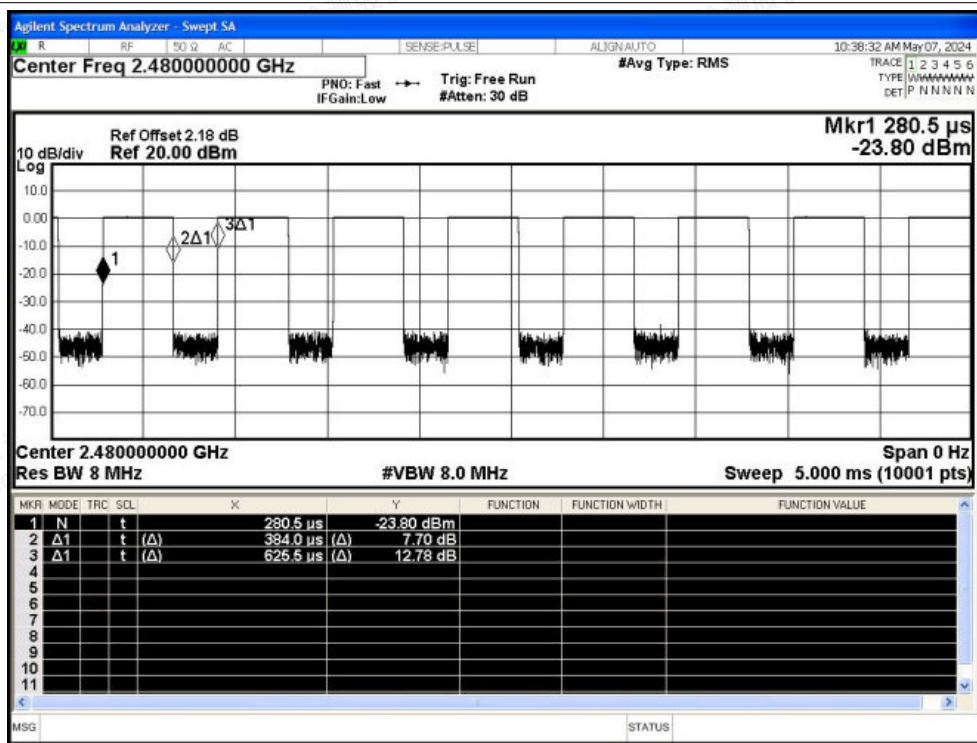 Agilent Spectrum Analyzer - Swept SA
LXI R RF 50 Ω AC SENSE:PULSE ALIGN AUTO 10:38:32 AM May 07, 2024
Center Freq 2.480000000 GHz #Avg Type: RMS TRACE 1 2 3 4 5 6
PNO: Fast Trig: Free Run TYPE WWWWWW
IFGain:Low #Atten: 30 dB DET P N N N N N
Ref Offset 2.18 dB Mkr1 280.5 µs
10 dB/div Ref 20.00 dBm -23.80 dBm
Log
10.0
0.00
3Δ1
2Δ1
-10.0
1
-20.0
-30.0
-40.0
-50.0
-60.0
-70.0
Center 2.480000000 GHz Span 0 Hz
Res BW 8 MHz #VBW 8.0 MHz Sweep 5.000 ms (10001 pts)
MKR MODE TRC SCL X Y FUNCTION FUNCTION WIDTH FUNCTION VALUE
1 N t 280.5 µs -23.80 dBm
2 Δ1 t (Δ) 384.0 µs (Δ) 7.70 dB
3 Δ1 t (Δ) 625.5 µs (Δ) 12.78 dB
4
5
6
7
8
9
10
11
MSG STATUS